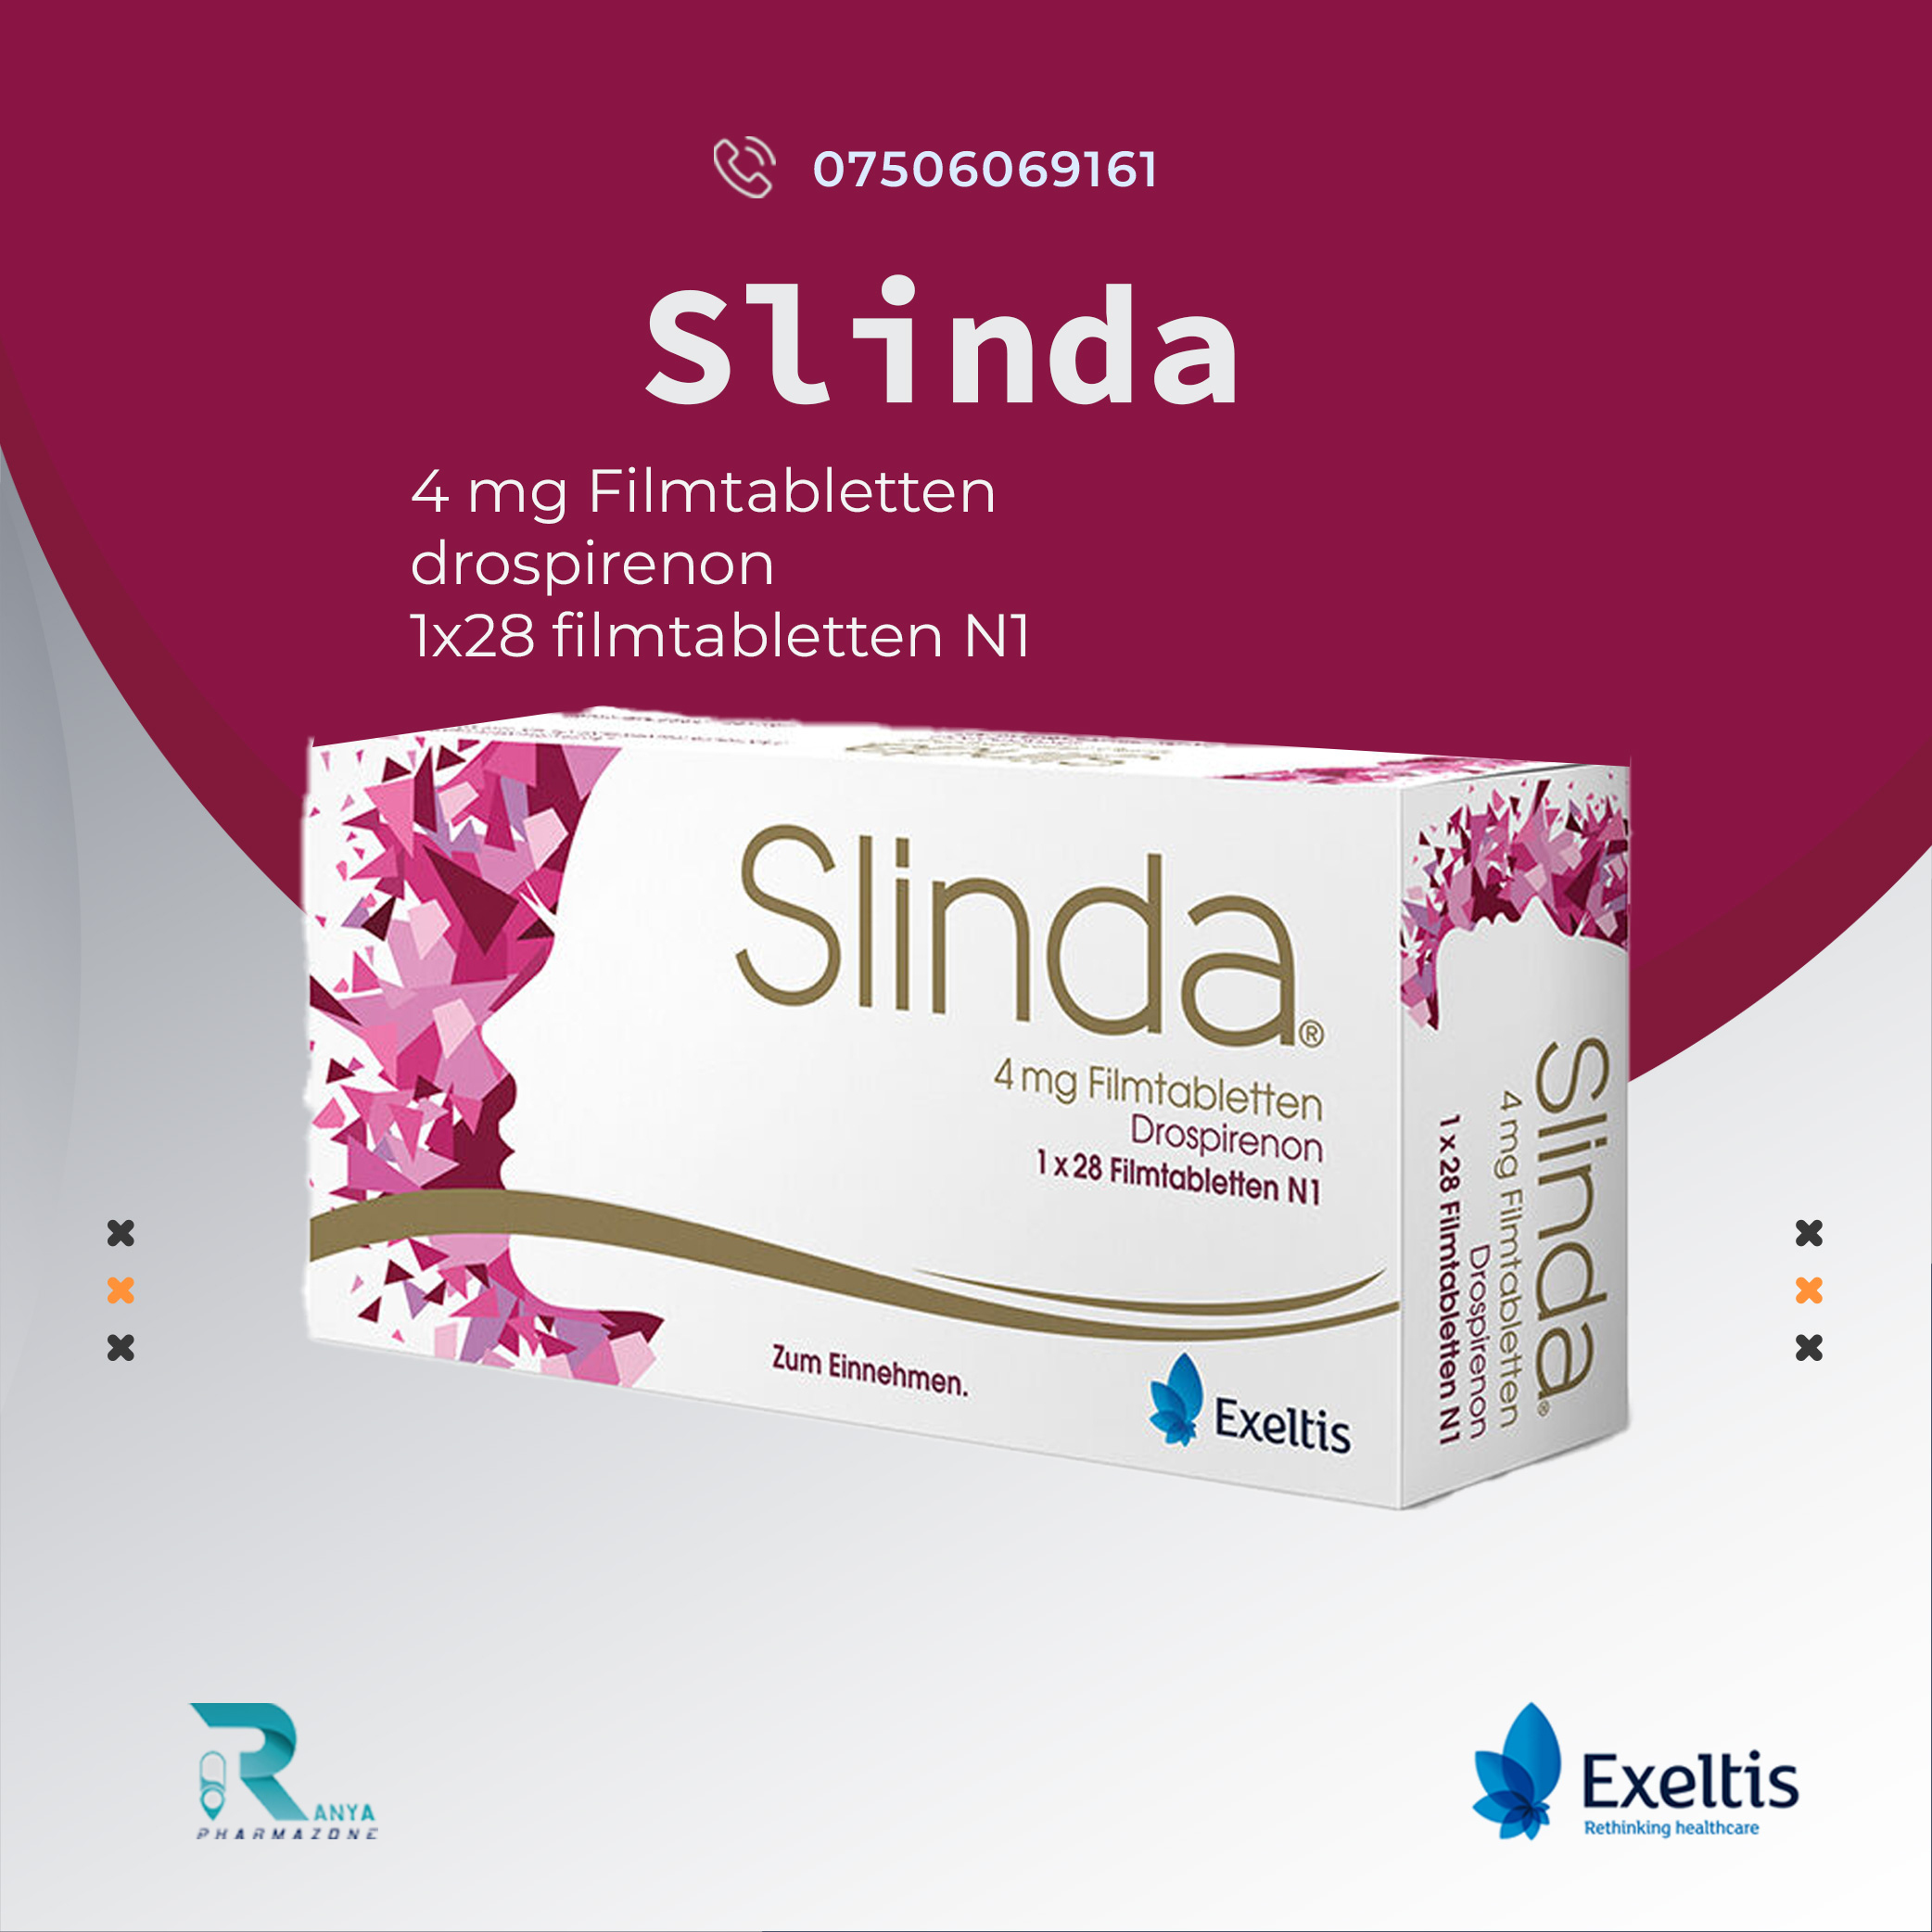 07506069161
Slinda
4 mg Filmtabletten
drospirenon
1x28 filmtabletten N1
Slinda®
4 mg Filmtabletten
Drospirenon
1 x 28 Filmtabletten N1
Zum Einnehmen.
Exeltis
Slinda®
4 mg Filmtabletten
Drospirenon
1 x 28 Filmtabletten N1
RANYA
PHARMAZONE
Exeltis
Rethinking healthcare